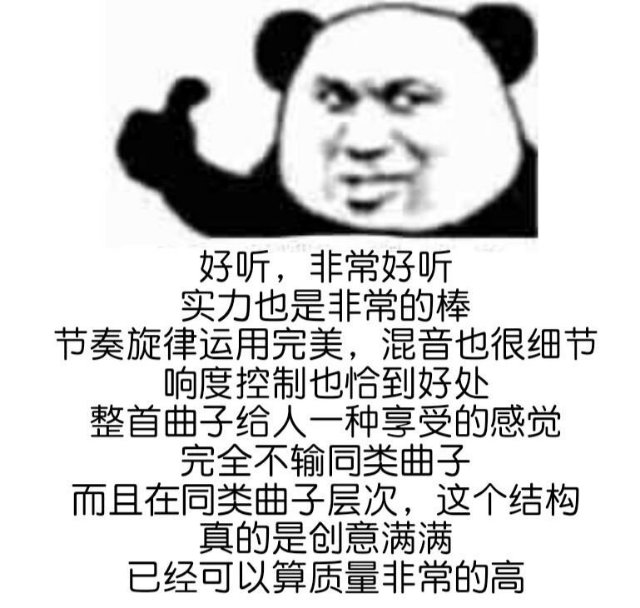 好听，非常好听
实力也是非常的棒
节奏旋律运用完美，混音也很细节
响度控制也恰到好处
整首曲子给人一种享受的感觉
完全不输同类曲子
而且在同类曲子层次，这个结构
真的是创意满满
已经可以算质量非常的高